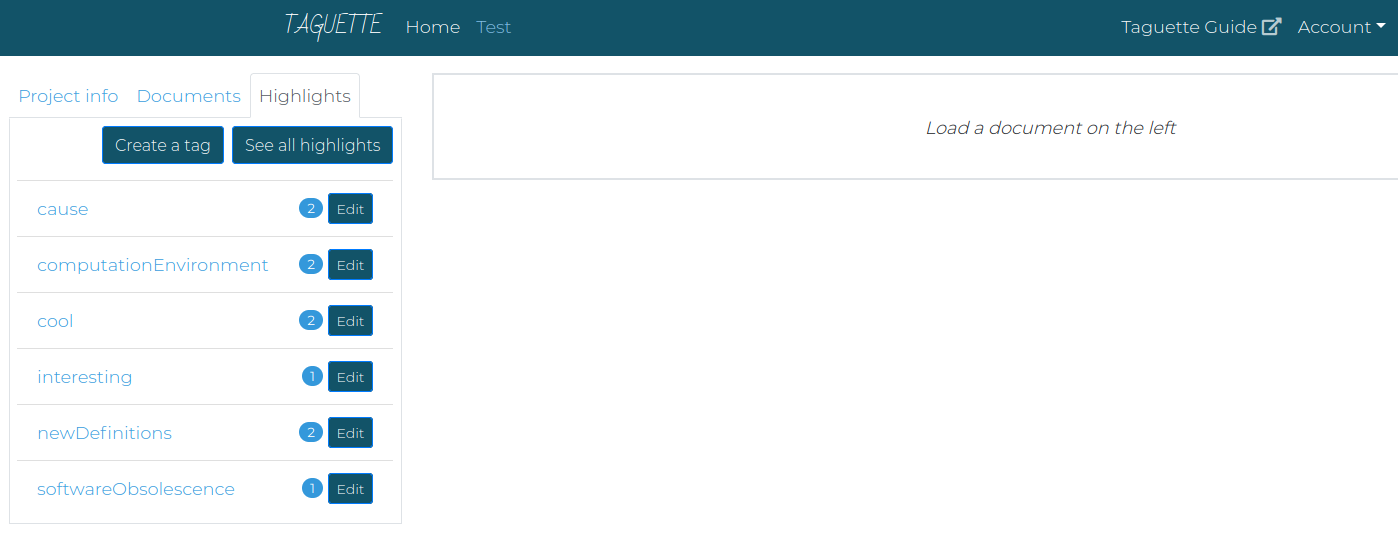 TAGUETTE Home Test Taguette Guide Account
Project info Documents Highlights
Create a tag See all highlights
cause 2 Edit
computationEnvironment 2 Edit
cool 2 Edit
interesting 1 Edit
newDefinitions 2 Edit
softwareObsolescence 1 Edit
Load a document on the left